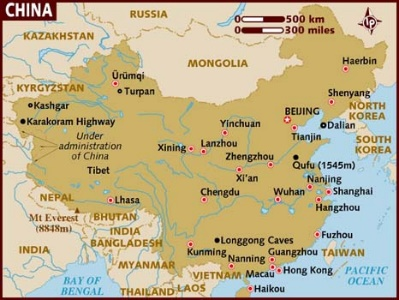 CHINA
RUSSIA
0 500 km
0 300 miles
KAZAKHSTAN
MONGOLIA
Haerbin
Ürümqi
Turpan
KYRGYZSTAN
Shenyang
Kashgar
NORTH
KOREA
Karakoram Highway
BEIJING
Dalian
Yinchuan
Tianjin
SOUTH
KOREA
Under
administration
of China
Xining
Lanzhou
Zhengzhou
Qufu (1545m)
Tibet
Xi'an
Nanjing
NEPAL
Lhasa
Chengdu
Wuhan
Shanghai
Mt Everest
(8848m)
BHUTAN
Hangzhou
INDIA
INDIA
Fuzhou
BANGLADESH
Longgong Caves
TAIWAN
Kunming
Guangzhou
MYANMAR
Nanning
Hong Kong
BAY OF
BENGAL
VIETNAM
Macau
PACIFIC
OCEAN
THAILAND
LAOS
Haikou